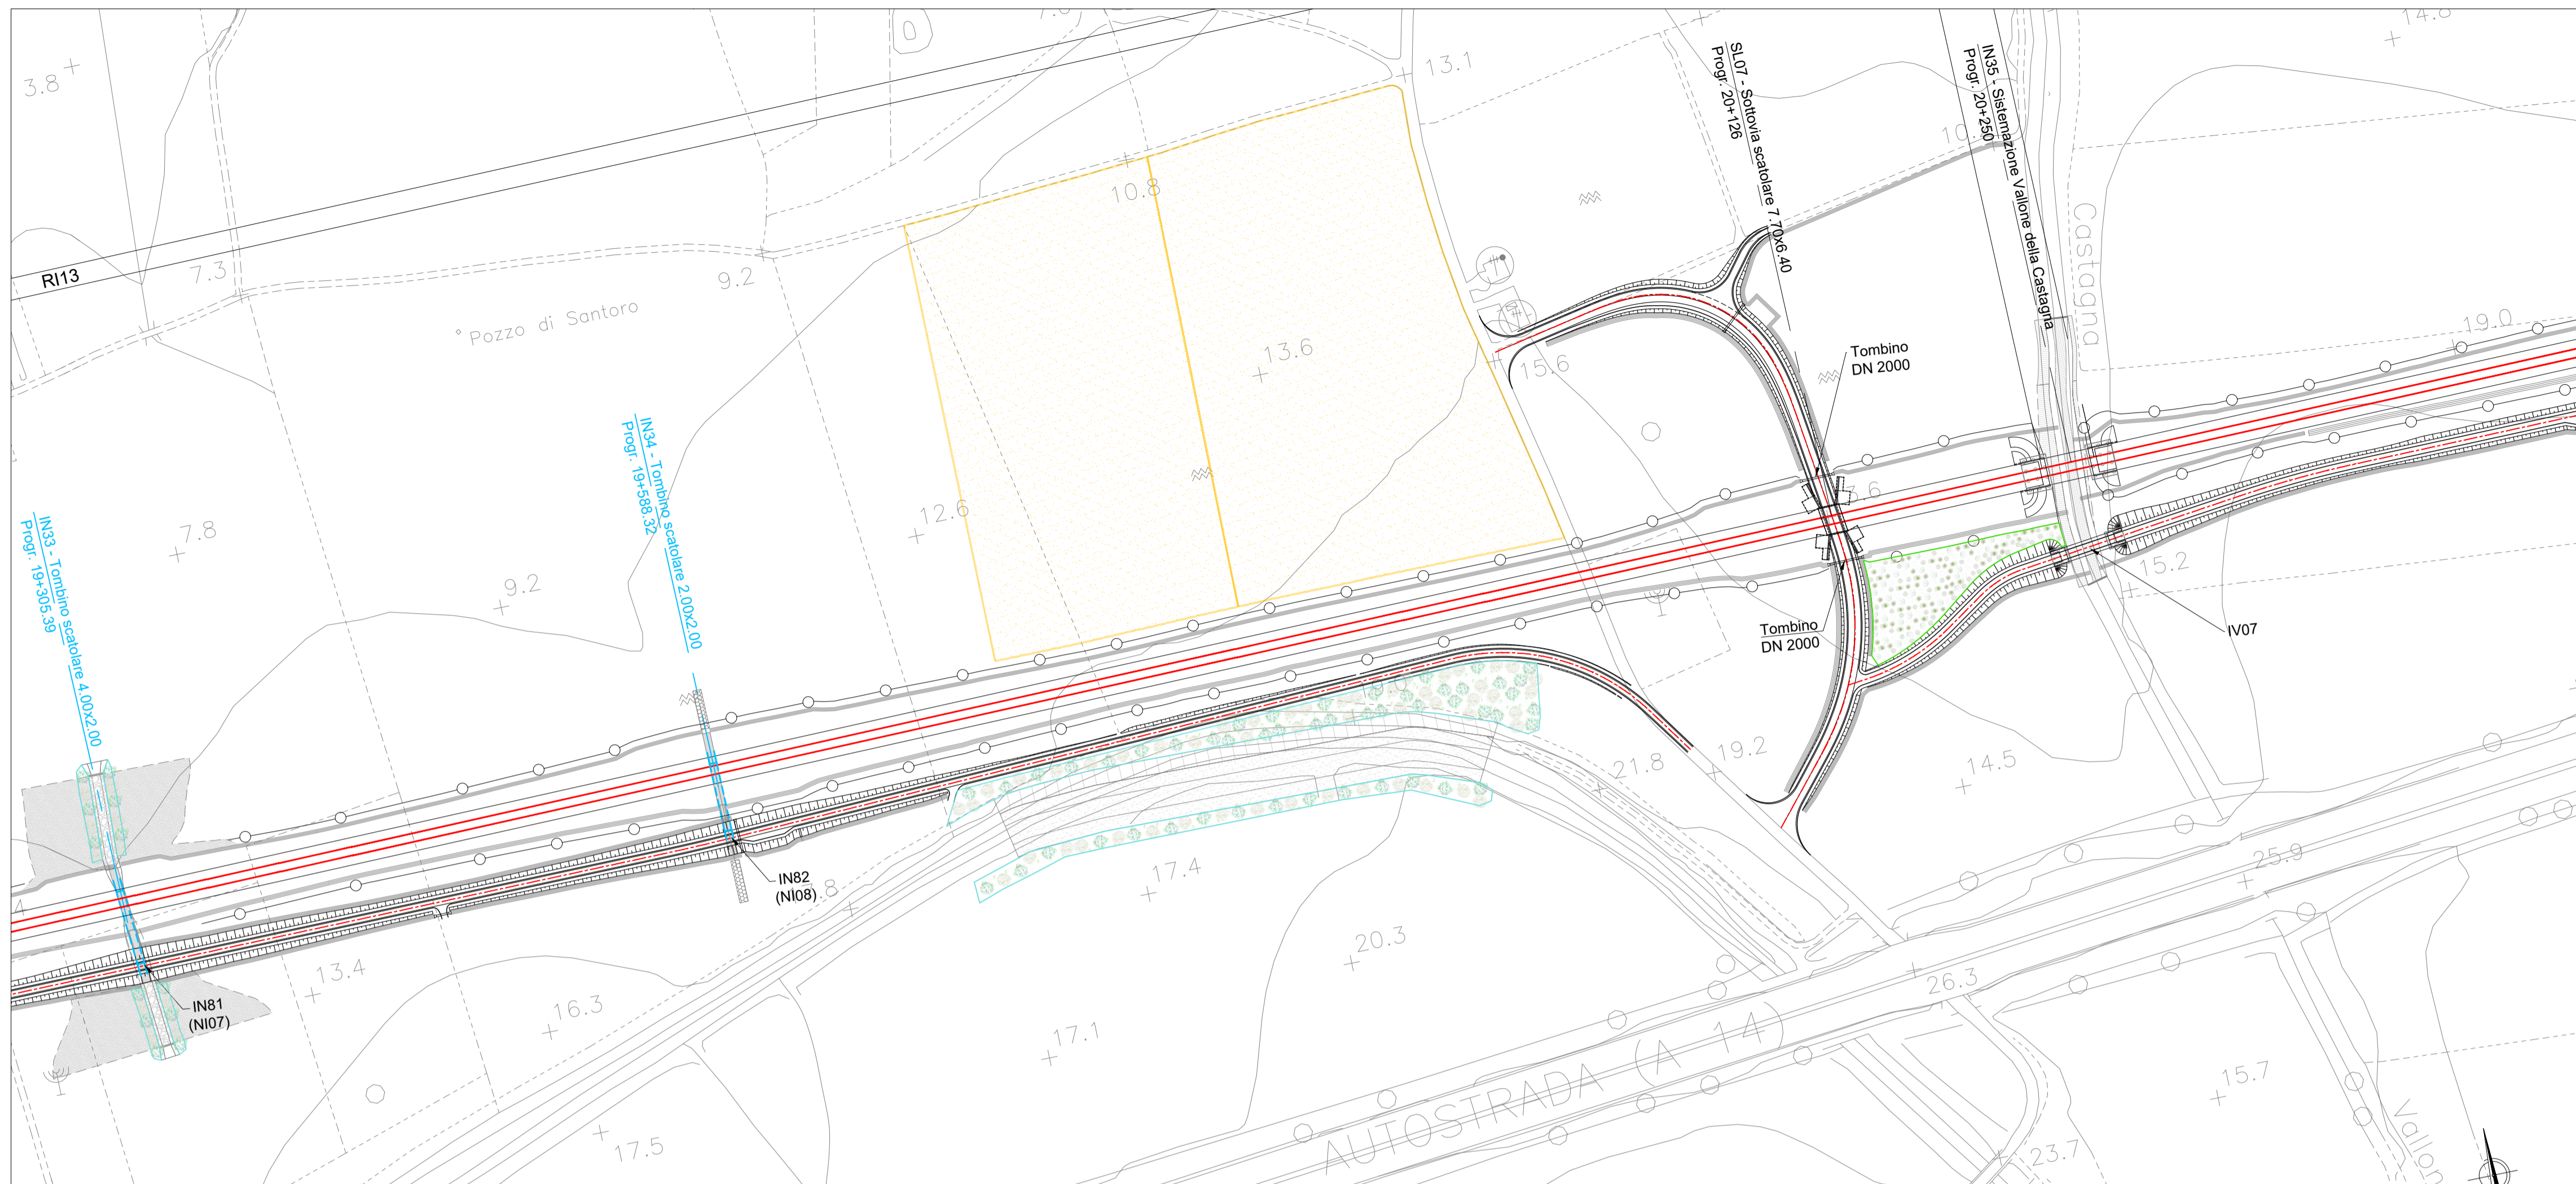 3.8
13.1
14.8
RI13
7.3
9.2
Pozzo di Santoro
10.8
13.6
15.6
SL07 - Sottovia scatolare 7.70x6.40
Progr. 20+126
IN35 - Sistemazione Vallone della Castagna
Progr. 20+250
Castagna
19.0
Tombino
DN 2000
IN34 - Tombino scatolare 2.00x2.00
Progr. 19+588.32
12.6
IN33 - Tombino scatolare 4.00x2.00
Progr. 19+305.39
7.8
9.2
15.2
Tombino
DN 2000
IV07
19.2
21.8
14.5
IN82
(NI08)
17.4
25.9
20.3
26.3
13.4
IN81
(NI07)
16.3
17.1
17.5
AUTOSTRADA (A 14)
15.7
23.7
Vallon